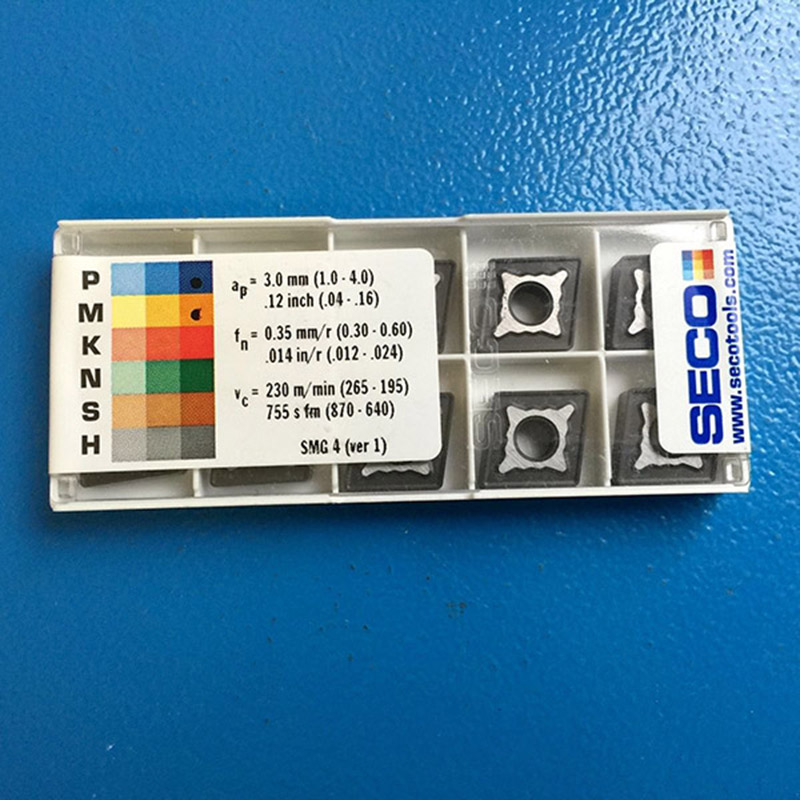 P
M
K
N
S
H
ap = 3.0 mm (1.0 - 4.0)
.12 inch (.04 - .16)
fn = 0.35 mm/r (0.30 - 0.60)
.014 in/r (.012 - .024)
vc = 230 m/min (265 - 195)
755 s fm (870 - 640)
SMG 4 (ver 1)
SECO
www.secotools.com